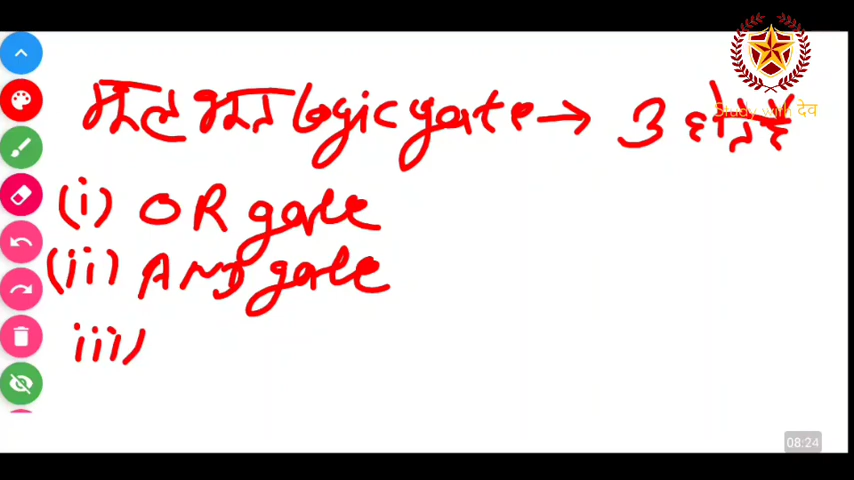 Logic gate → 3 होते हैं
(i) OR gate
(ii) AND gate
iii)
Study with देव
08:24